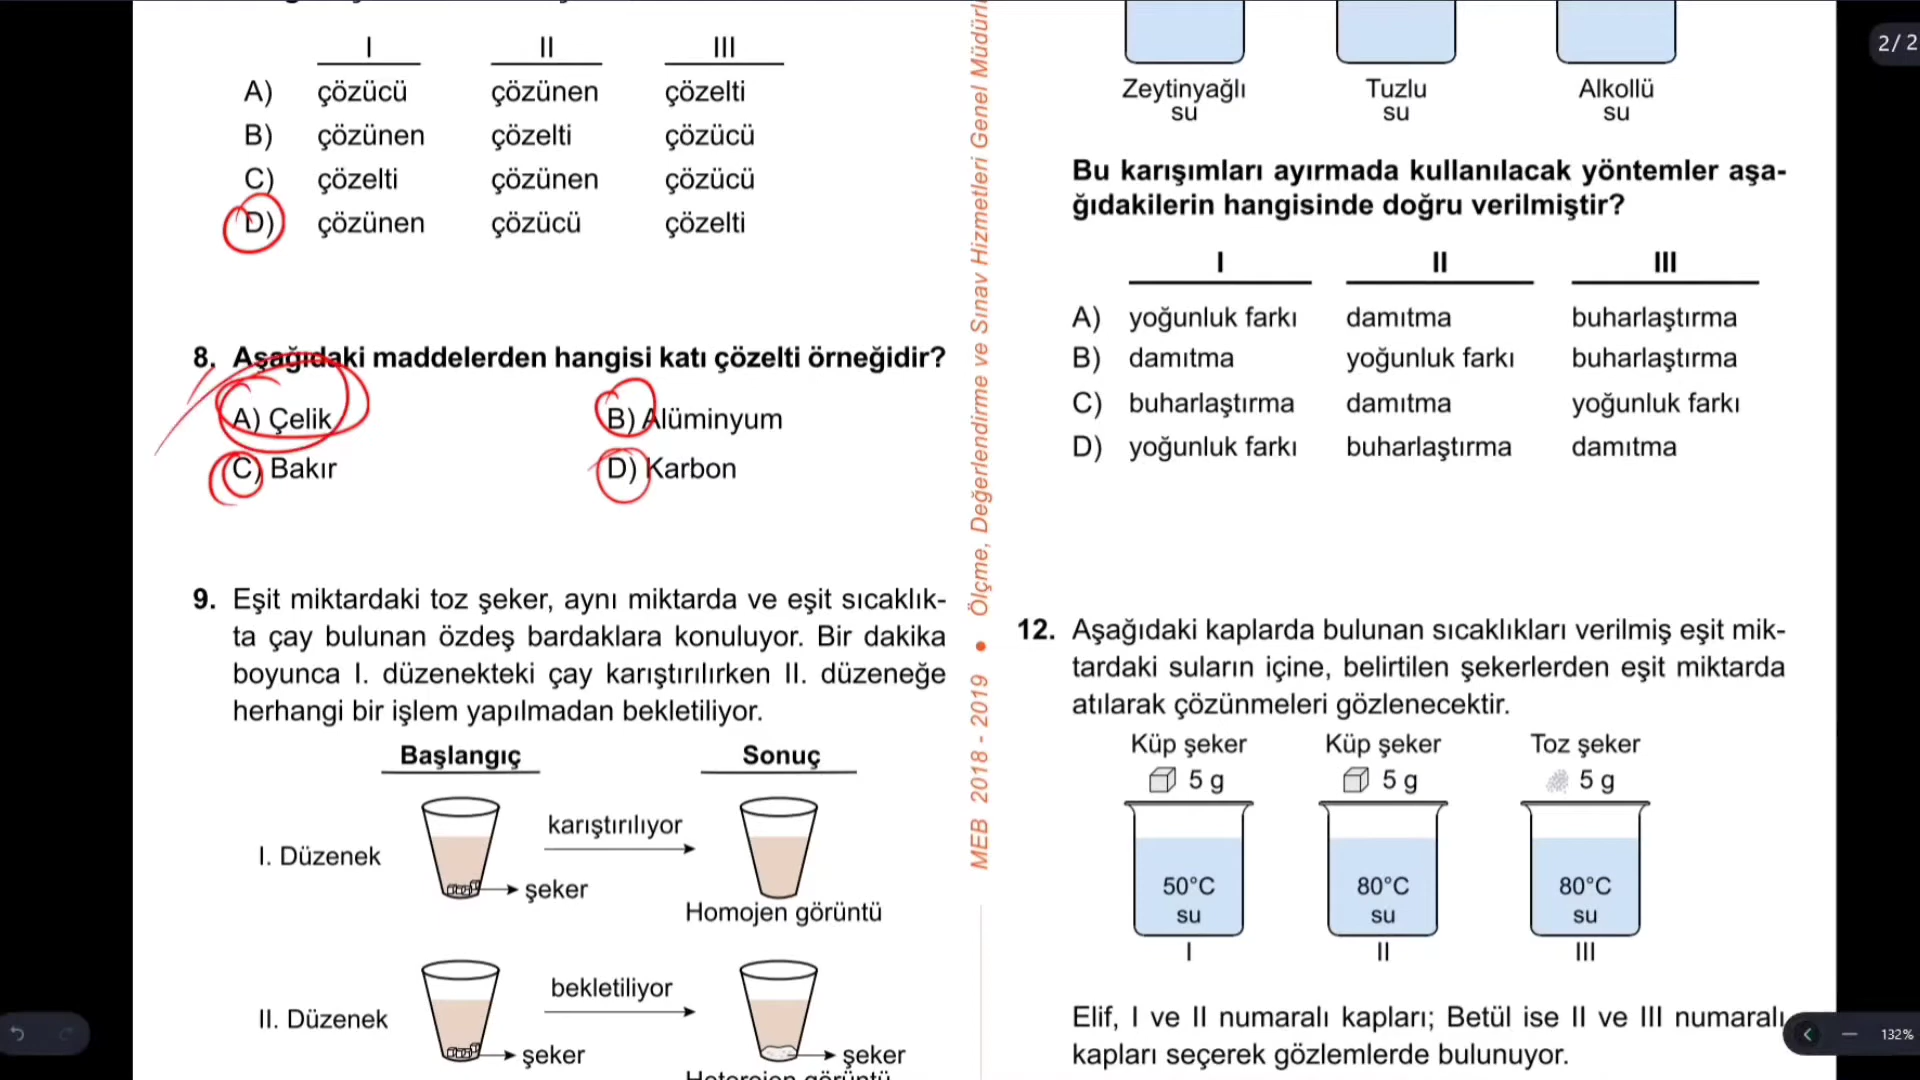 I II III
A) çözücü çözünen çözelti
B) çözünen çözelti çözücü
C) çözelti çözünen çözücü
D) çözünen çözücü çözelti
8. Aşağıdaki maddelerden hangisi katı çözelti örneğidir?
A) Çelik B) Alüminyum
C) Bakır D) Karbon
9. Eşit miktardaki toz şeker, aynı miktarda ve eşit sıcaklık-
ta çay bulunan özdeş bardaklara konuluyor. Bir dakika
boyunca I. düzenekteki çay karıştırılırken II. düzeneğe
herhangi bir işlem yapılmadan bekletiliyor.
Başlangıç Sonuç
karıştırılıyor
I. Düzenek
şeker
Homojen görüntü
bekletiliyor
II. Düzenek
şeker şeker
MEB 2018 - 2019 ● Ölçme, Değerlendirme ve Sınav Hizmetleri Genel
Zeytinyağlı Tuzlu Alkollü
su su su
Bu karışımları ayırmada kullanılacak yöntemler aşa-
ğıdakilerin hangisinde doğru verilmiştir?
I II III
A) yoğunluk farkı damıtma buharlaştırma
B) damıtma yoğunluk farkı buharlaştırma
C) buharlaştırma damıtma yoğunluk farkı
D) yoğunluk farkı buharlaştırma damıtma
12. Aşağıdaki kaplarda bulunan sıcaklıkları verilmiş eşit mik-
tardaki suların içine, belirtilen şekerlerden eşit miktarda
atılarak çözünmeleri gözlenecektir.
Küp şeker Küp şeker Toz şeker
5 g 5 g 5 g
50°C 80°C 80°C
su su su
I II III
Elif, I ve II numaralı kapları; Betül ise II ve III numaralı
kapları seçerek gözlemlerde bulunuyor.
2/ 2
132%